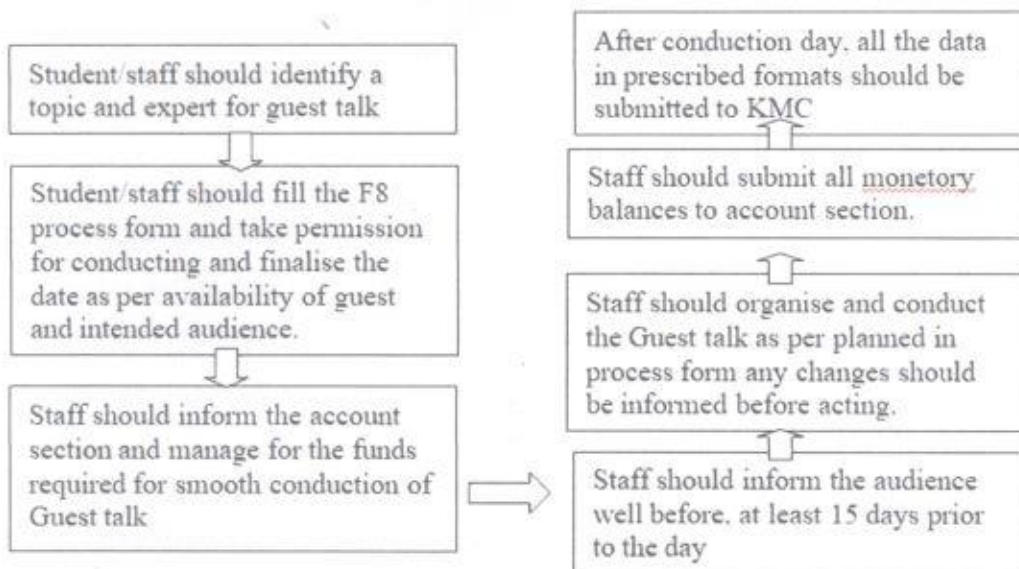 Student/staff should identify a
topic and expert for guest talk
Student/staff should fill the F8
process form and take permission
for conducting and finalise the
date as per availability of guest
and intended audience.
Staff should inform the account
section and manage for the funds
required for smooth conduction of
Guest talk
Staff should inform the audience
well before, at least 15 days prior
to the day
Staff should organise and conduct
the Guest talk as per planned in
process form any changes should
be informed before acting.
Staff should submit all monetory
balances to account section.
After conduction day, all the data
in prescribed formats should be
submitted to KMC